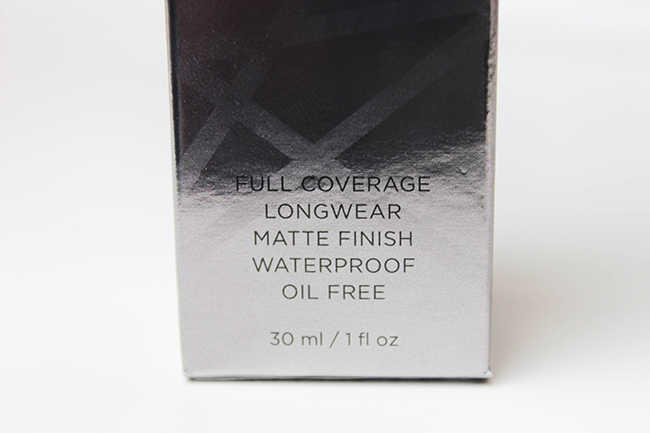 FULL COVERAGE
LONGWEAR
MATTE FINISH
WATERPROOF
OIL FREE
30 ml / 1 fl oz